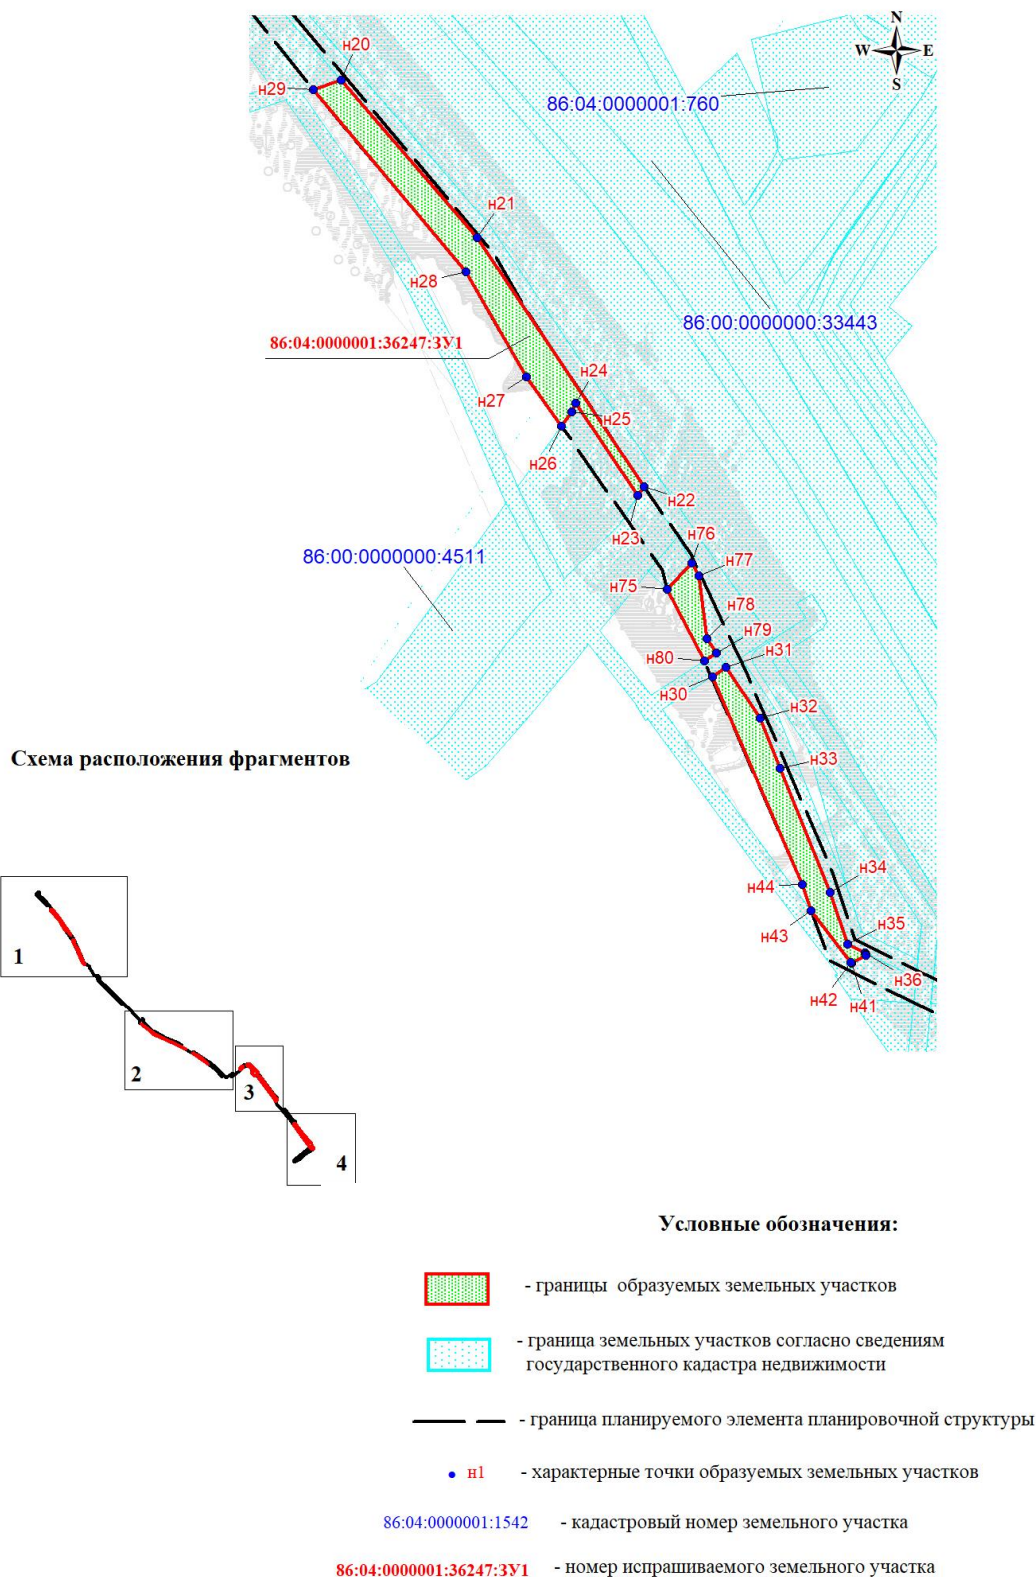 N
W E
S
н20
н29
86:04:0000001:760
н21
н28
86:00:0000000:33443
86:04:0000001:36247:ЗУ1
н24
н27
н25
н26
н22
н23
н76
86:00:0000000:4511
н77
н75
н78
н79
н80
н31
н30
н32
н33
Схема расположения фрагментов
н44
н34
н43
н35
н36
н42
н41
1
2
3
4
Условные обозначения:
- границы образуемых земельных участков
- граница земельных участков согласно сведениям
государственного кадастра недвижимости
- граница планируемого элемента планировочной структуры
н1 - характерные точки образуемых земельных участков
86:04:0000001:1542 - кадастровый номер земельного участка
86:04:0000001:36247:ЗУ1 - номер испрашиваемого земельного участка